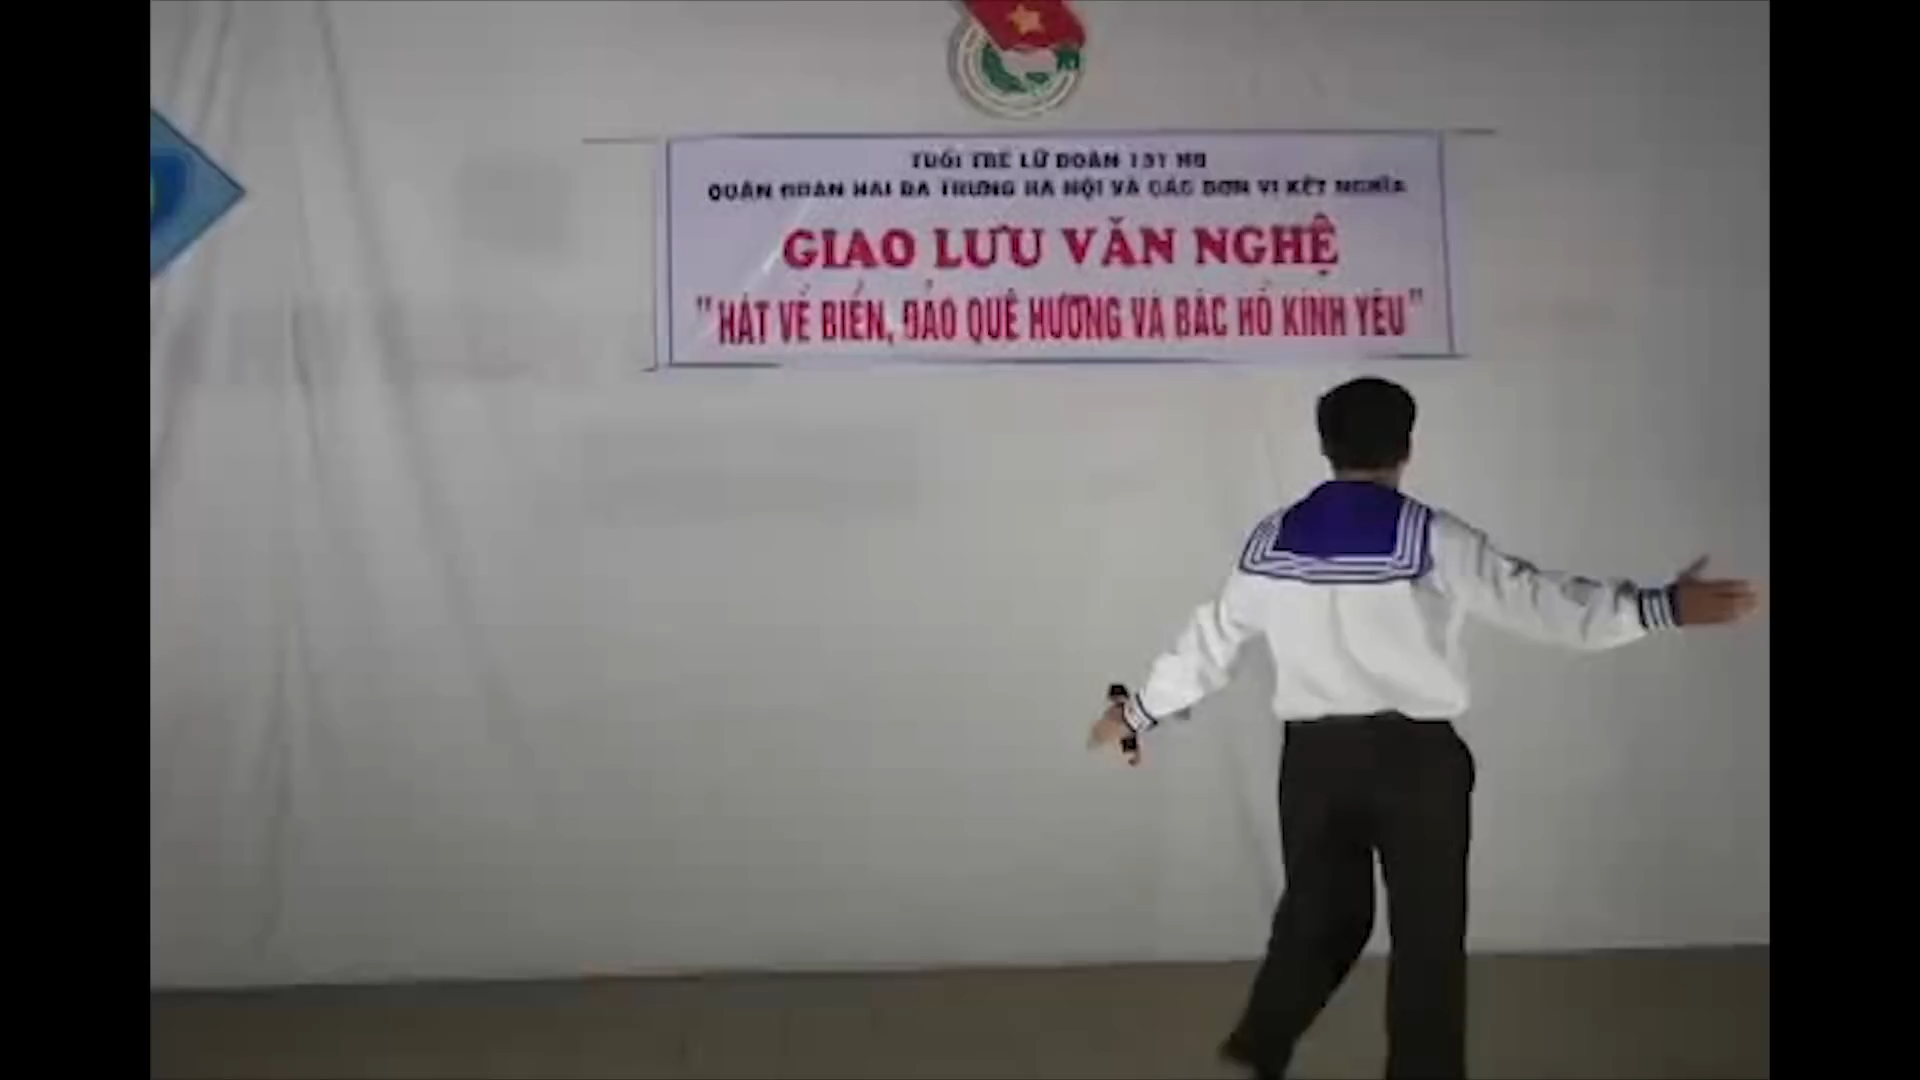 TUỔI TRẺ LỮ ĐOÀN 131 HQ
QUẬN ĐOÀN HAI BÀ TRƯNG HÀ NỘI VÀ CÁC ĐƠN VỊ KẾT NGHĨA
GIAO LƯU VĂN NGHỆ
"HÁT VỀ BIỂN, ĐẢO QUÊ HƯƠNG VÀ BÁC HỒ KÍNH YÊU"